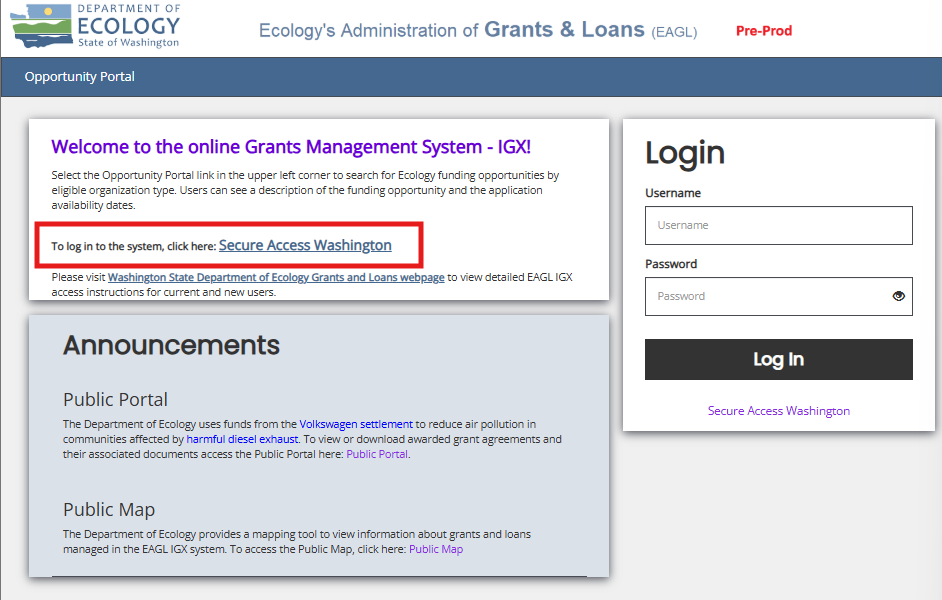 DEPARTMENT OF
ECOLOGY
State of Washington
Ecology's Administration of Grants & Loans (EAGL)
Pre-Prod
Opportunity Portal
Welcome to the online Grants Management System - IGX!
Select the Opportunity Portal link in the upper left corner to search for Ecology funding opportunities by
eligible organization type. Users can see a description of the funding opportunity and the application
availability dates.
To log in to the system, click here: Secure Access Washington
Please visit Washington State Department of Ecology Grants and Loans webpage to view detailed EAGL IGX
access instructions for current and new users.
Announcements
Public Portal
The Department of Ecology uses funds from the Volkswagen settlement to reduce air pollution in
communities affected by harmful diesel exhaust. To view or download awarded grant agreements and
their associated documents access the Public Portal here: Public Portal.
Public Map
The Department of Ecology provides a mapping tool to view information about grants and loans
managed in the EAGL IGX system. To access the Public Map, click here: Public Map
Login
Username
Username
Password
Password
Log In
Secure Access Washington